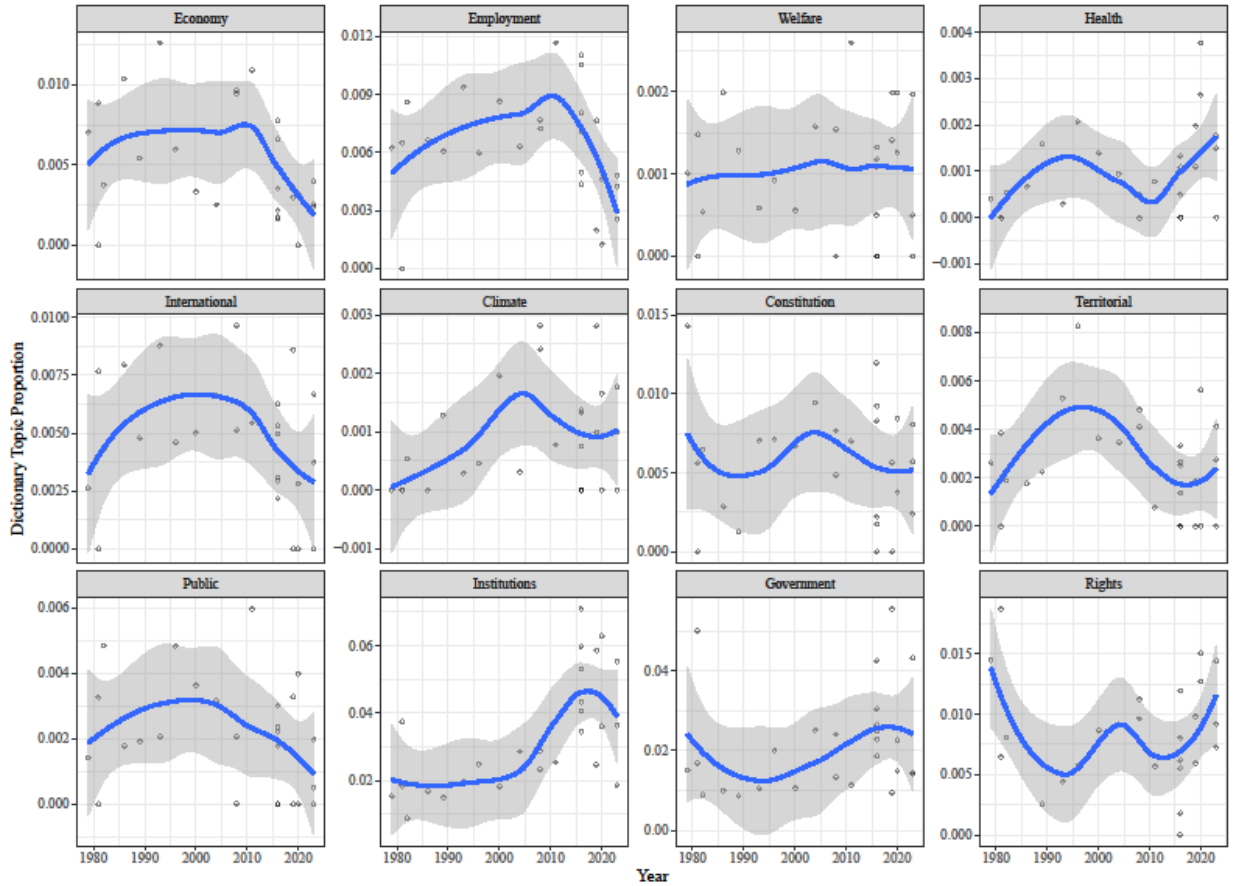 Economy
Employment
Welfare
Health
0.010
0.005
0.000
0.012
0.009
0.006
0.003
0.000
0.002
0.001
0.000
0.004
0.003
0.002
0.001
0.000
−0.001
International
Climate
Constitution
Territorial
0.0100
0.0075
0.0050
0.0025
0.0000
0.003
0.002
0.001
0.000
−0.001
0.015
0.010
0.005
0.000
0.008
0.006
0.004
0.002
0.000
Dictionary Topic Proportion
Public
Institutions
Government
Rights
0.006
0.004
0.002
0.000
0.06
0.04
0.02
0.04
0.02
0.00
0.015
0.010
0.005
0.000
1980 1990 2000 2010 2020
1980 1990 2000 2010 2020
1980 1990 2000 2010 2020
1980 1990 2000 2010 2020
Year